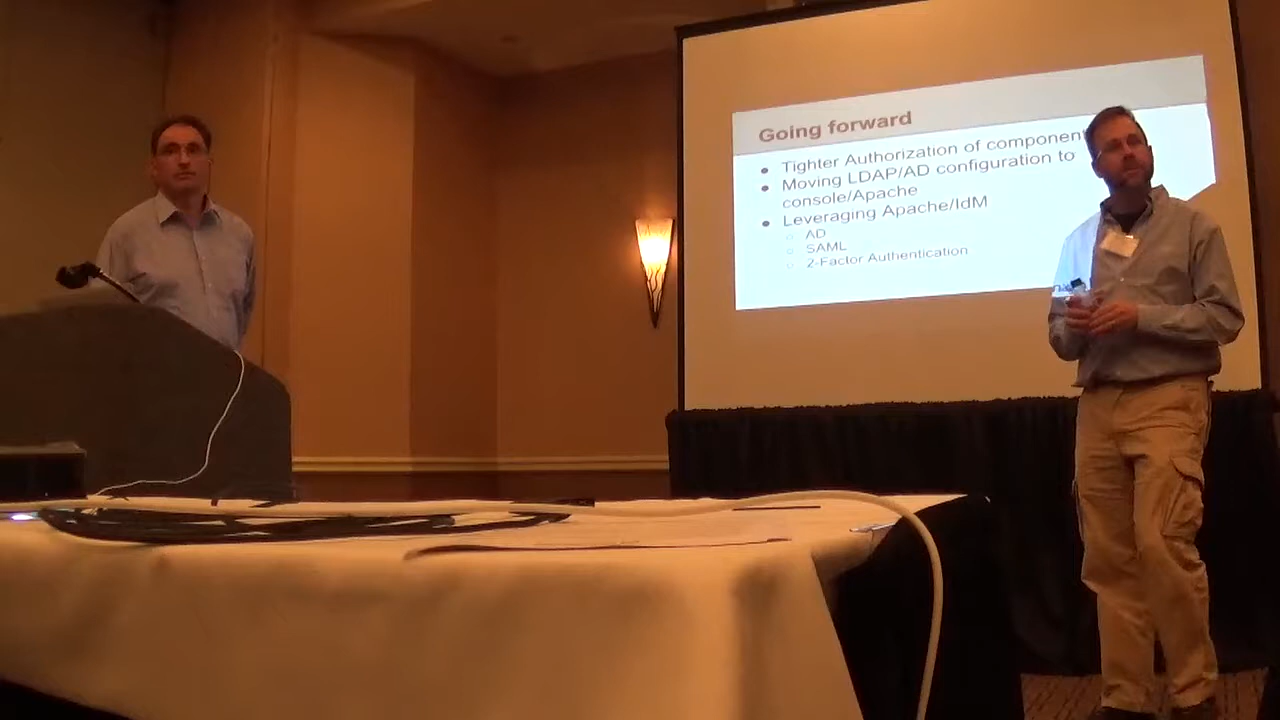 Going forward
● Tighter Authorization of component
● Moving LDAP/AD configuration to
console/Apache
● Leveraging Apache/IdM
○ AD
○ SAML
○ 2-Factor Authentication